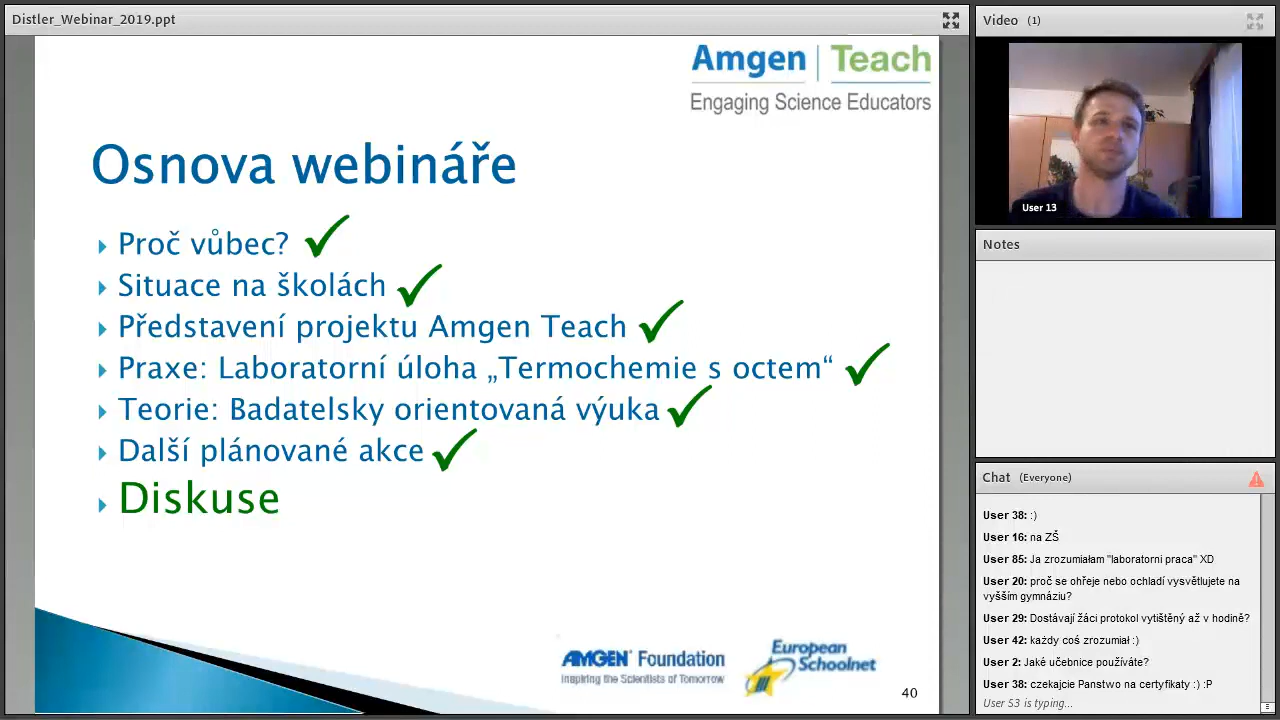 Distler_Webinar_2019.ppt
Amgen Teach
Engaging Science Educators
Osnova webináře
Proč vůbec?
Situace na školách
Představení projektu Amgen Teach
Praxe: Laboratorní úloha „Termochemie s octem“
Teorie: Badatelsky orientovaná výuka
Další plánované akce
Diskuse
AMGEN Foundation
Inspiring the Scientists of Tomorrow
European
Schoolnet
40
Video (1)
User 13
Notes
Chat (Everyone)
User 38: :)
User 16: na ZŠ
User 85: Ja zrozumiałam "laboratorni praca" XD
User 20: proč se ohřeje nebo ochladí vysvětlujete na
vyšším gymnáziu?
User 29: Dostávají žáci protokol vytištěný až v hodině?
User 42: każdy coś zrozumiał :)
User 2: Jaké učebnice používáte?
User 38: czekajcie Panstwo na certyfikaty :) :P
User 53 is typing...